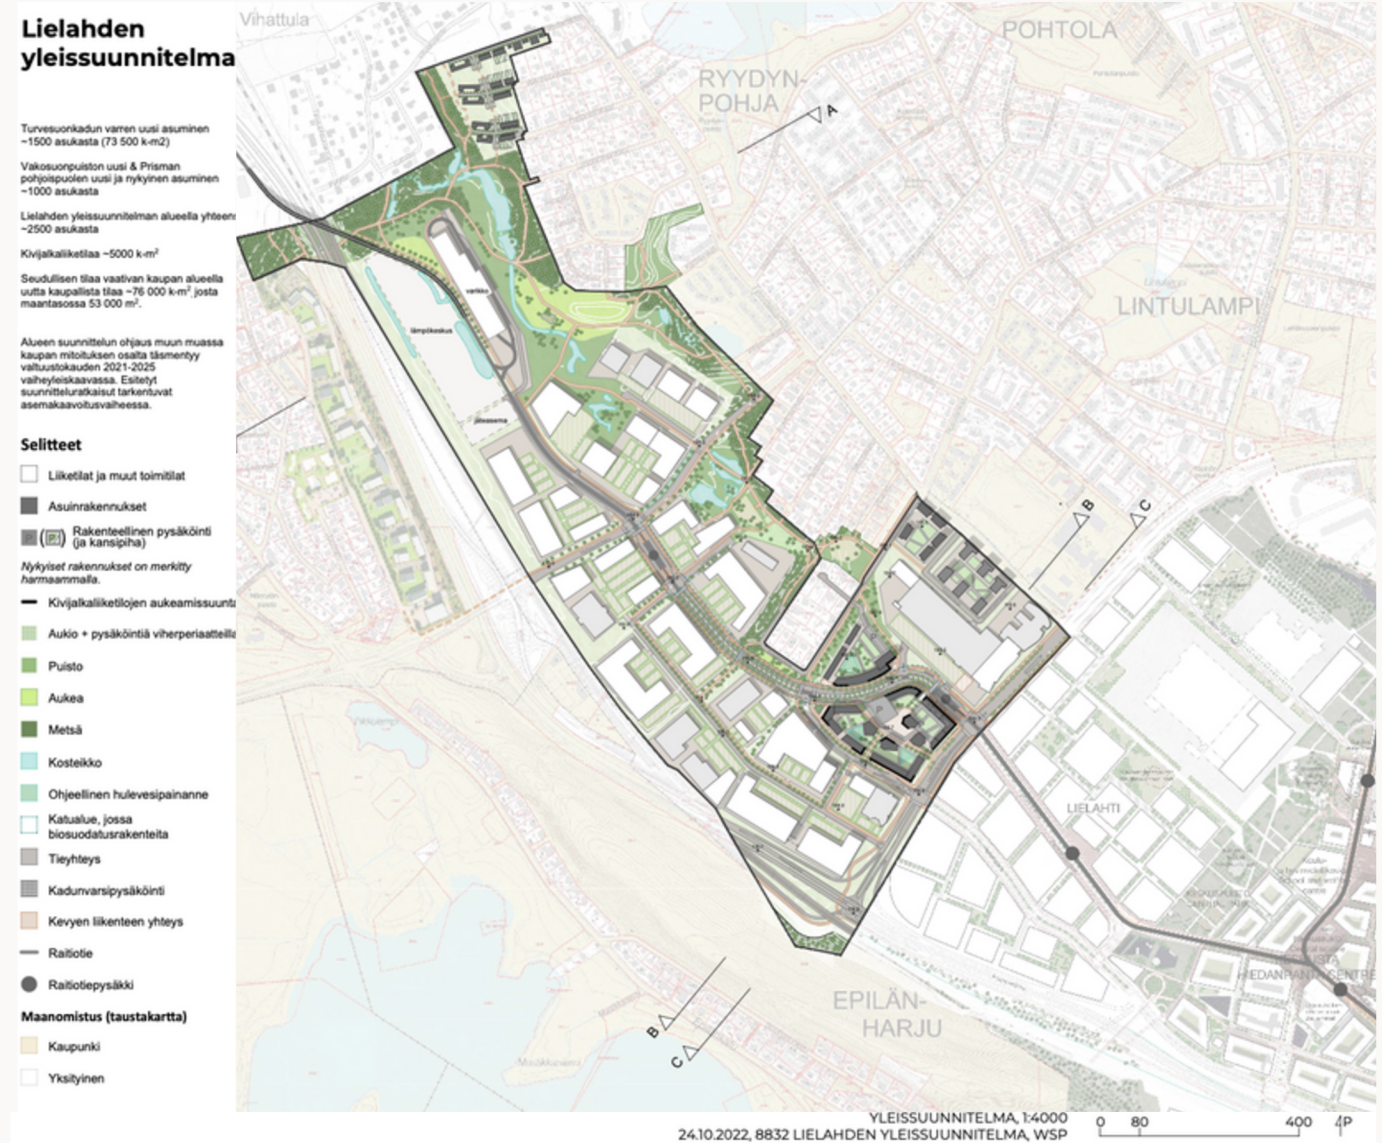 Lielahden
yleissuunnitelma
Turvesuonkadun varren uusi asuminen
~1500 asukasta (73 500 k-m2)
Vakosuonpuiston uusi & Prisman
pohjoispuolen uusi ja nykyinen asuminen
~1000 asukasta
Lielahden yleissuunnitelman alueella yhteens
~2500 asukasta
Kivijalkaliiketilaa ~5000 k-m²
Seudullisen tilaa vaativan kaupan alueella
uutta kaupallista tilaa ~76 000 k-m², josta
maantasossa 53 000 m².
Alueen suunnittelun ohjaus muun muassa
kaupan mitoituksen osalta täsmentyy
valtuustokauden 2021-2025
vaiheyleiskaavassa. Esitetyt
suunnitteluratkaisut tarkentuvat
asemakaavoitusvaiheessa.
Selitteet
Liiketilat ja muut toimitilat
Asuinrakennukset
P (P) Rakenteellinen pysäköinti
(ja kansipiha)
Nykyiset rakennukset on merkitty
harmaammalla.
Kivijalkaliiketilojen aukeamissuunta
Aukio + pysäköintiä viherperiaatteilla
Puisto
Aukea
Metsä
Kosteikko
Ohjeellinen hulevesipainanne
Katualue, jossa
biosuodatusrakenteita
Tieyhteys
Kadunvarsipysäköinti
Kevyen liikenteen yhteys
Raitiotie
Raitiotiepysäkki
Maanomistus (taustakartta)
Kaupunki
Yksityinen
Vihattula
POHTOLA
RYYDYN-
POHJA
A
LINTULAMPI
varikko
lämpökeskus
jäteasema
B
C
P
LIELAHTI
EPILÄN-
HARJU
B
C
YLEISSUUNNITELMA, 1:4000
24.10.2022, 8832 LIELAHDEN YLEISSUUNNITELMA, WSP
0 80 400 P